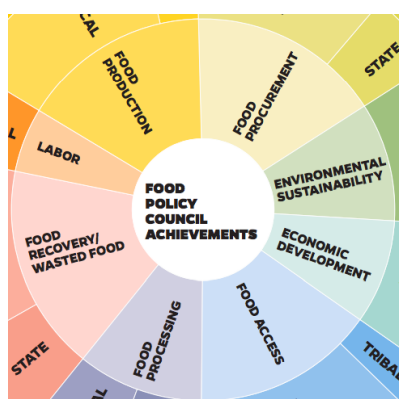 FOOD
PRODUCTION
FOOD
PROCUREMENT
STATE
LABOR
ENVIRONMENTAL
SUSTAINABILITY
FOOD
POLICY
COUNCIL
ACHIEVEMENTS
FOOD
RECOVERY/
WASTED FOOD
ECONOMIC
DEVELOPMENT
FOOD
PROCESSING
FOOD ACCESS
STATE